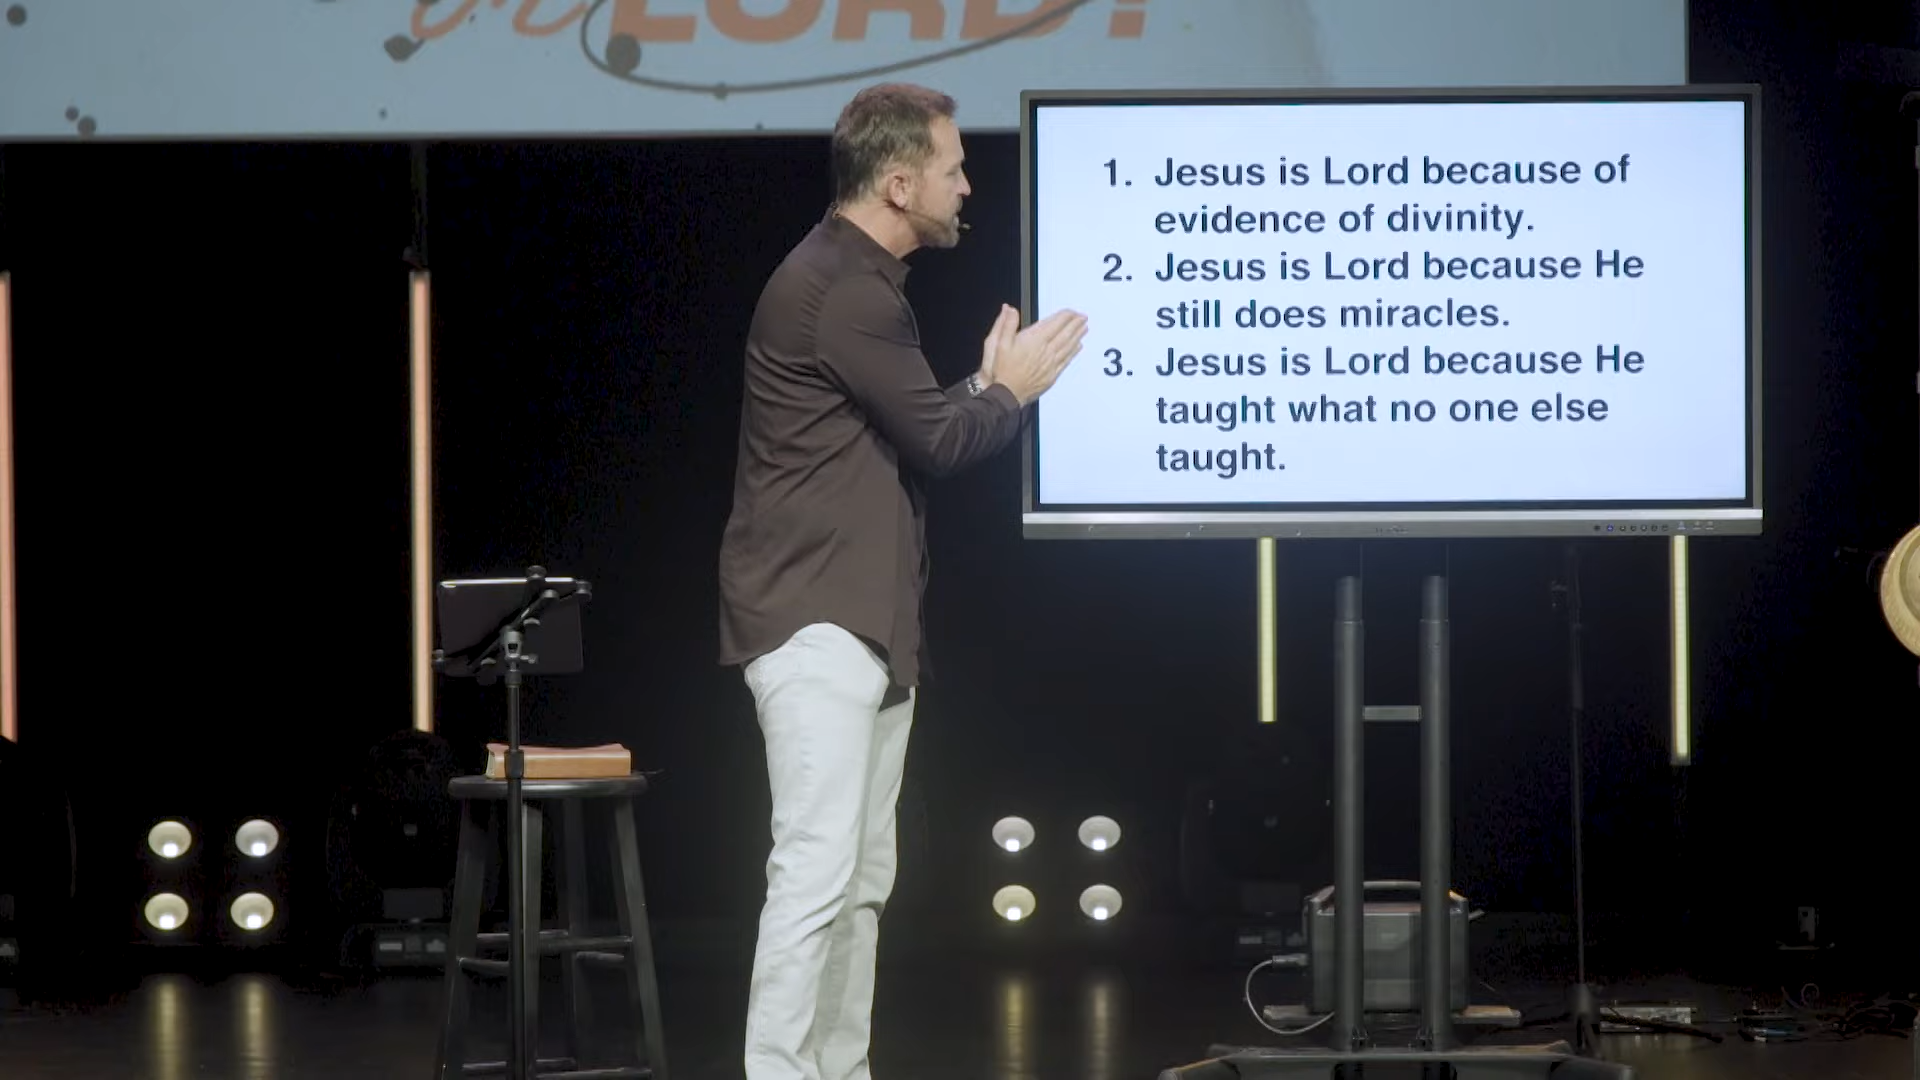 or LORD?
1. Jesus is Lord because of
evidence of divinity.
2. Jesus is Lord because He
still does miracles.
3. Jesus is Lord because He
taught what no one else
taught.